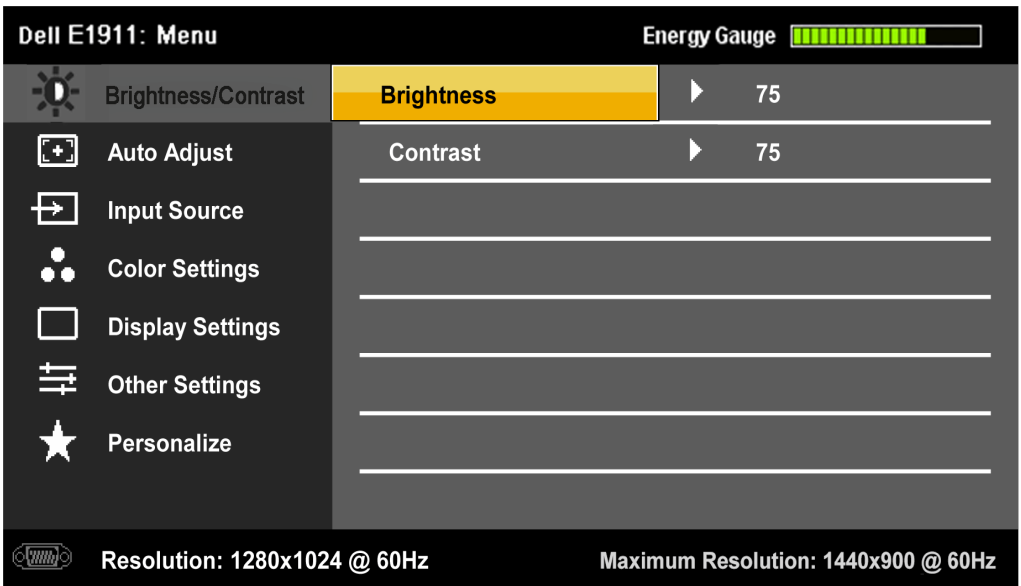 Dell E1911: Menu Energy Gauge
Brightness/Contrast Brightness 75
Auto Adjust Contrast 75
Input Source
Color Settings
Display Settings
Other Settings
Personalize
Resolution: 1280x1024 @ 60Hz Maximum Resolution: 1440x900 @ 60Hz